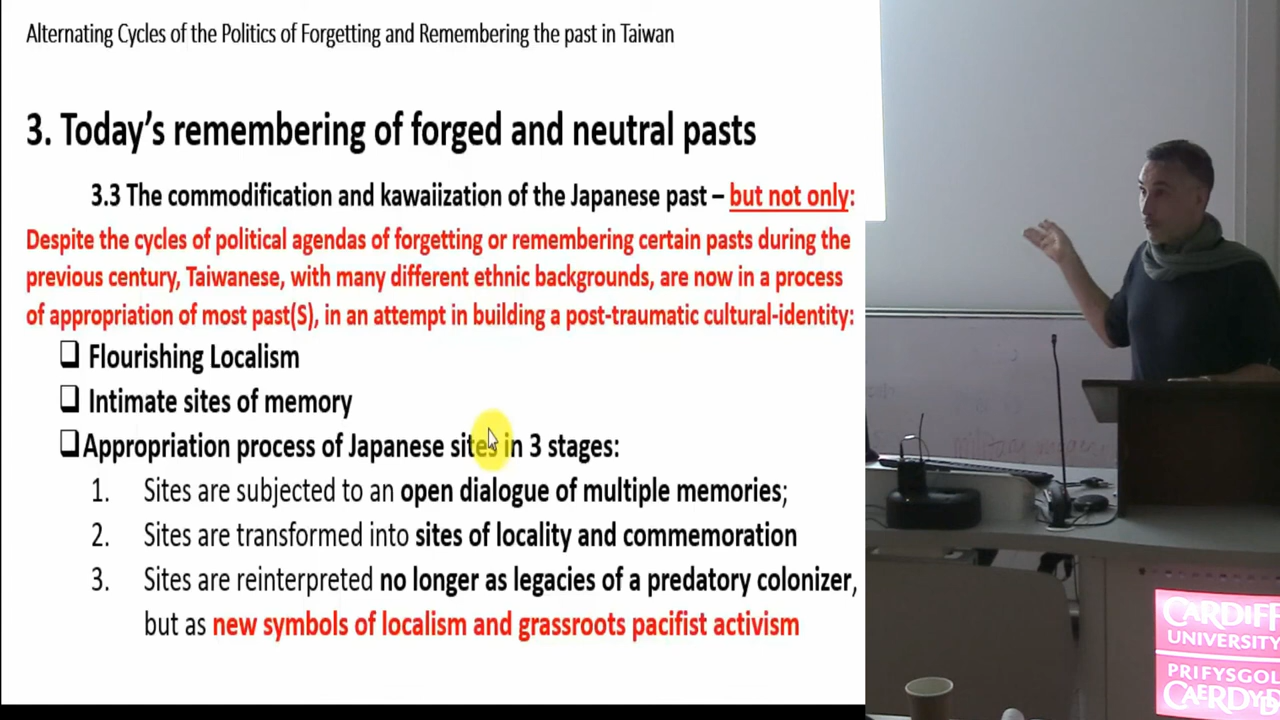 Alternating Cycles of the Politics of Forgetting and Remembering the past in Taiwan
3. Today's remembering of forged and neutral pasts
3.3 The commodification and kawaiization of the Japanese past – but not only:
Despite the cycles of political agendas of forgetting or remembering certain pasts during the
previous century, Taiwanese, with many different ethnic backgrounds, are now in a process
of appropriation of most past(S), in an attempt in building a post-traumatic cultural-identity:
❑ Flourishing Localism
❑ Intimate sites of memory
❑ Appropriation process of Japanese sites in 3 stages:
1. Sites are subjected to an open dialogue of multiple memories;
2. Sites are transformed into sites of locality and commemoration
3. Sites are reinterpreted no longer as legacies of a predatory colonizer,
but as new symbols of localism and grassroots pacifist activism
CARDIFF
UNIVERSITY
PRIFYSGOL
CAERDYD